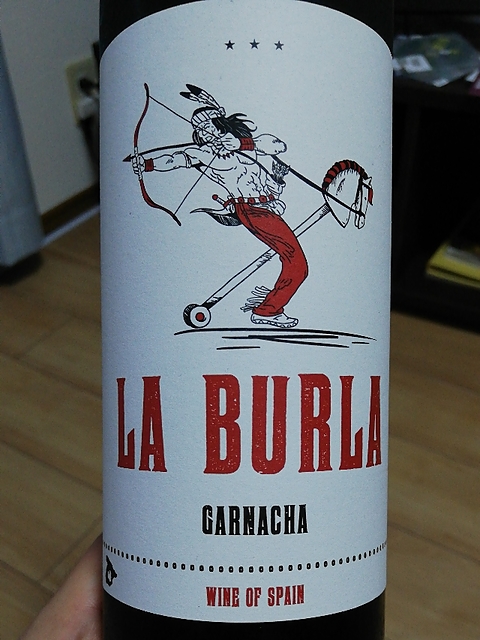 LA BURLA
GARNACHA
WINE OF SPAIN